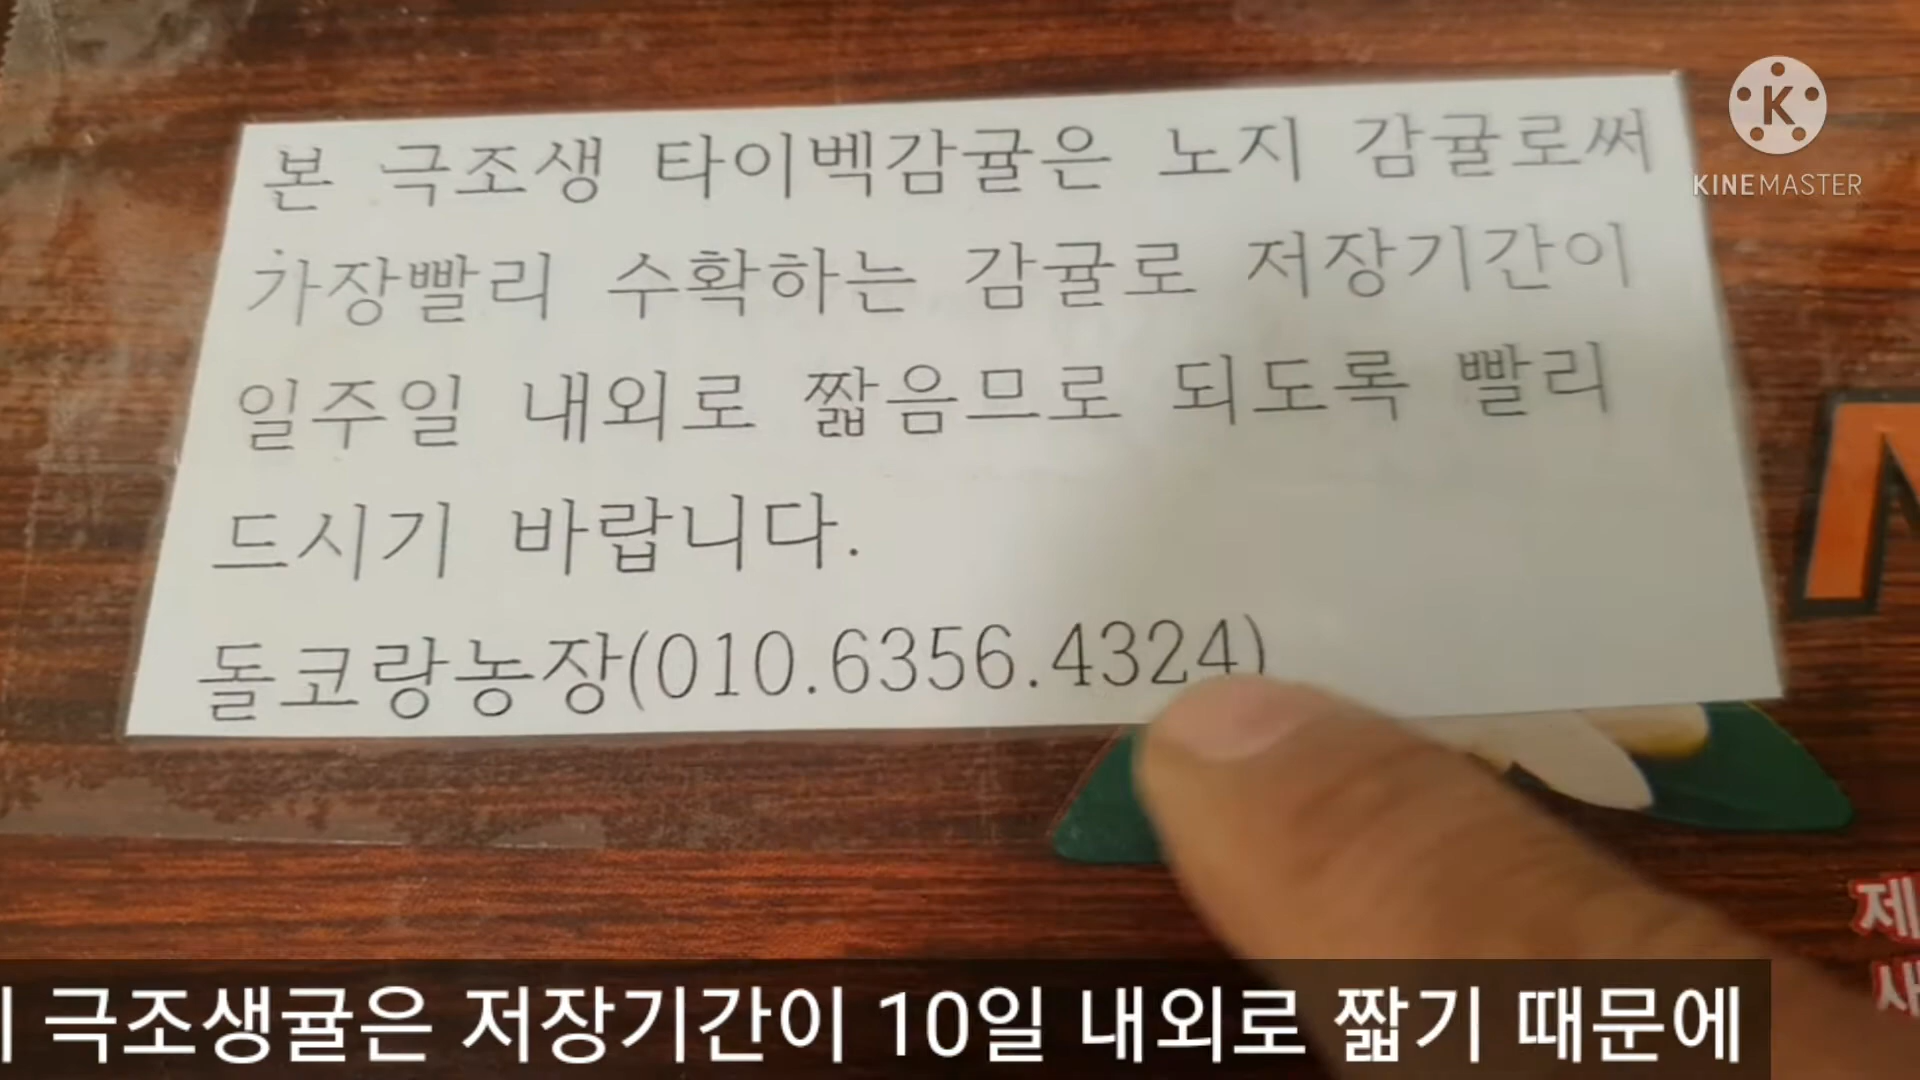 본 극조생 타이벡감귤은 노지 감귤로써
가장빨리 수확하는 감귤로 저장기간이
일주일 내외로 짧음므로 되도록 빨리
드시기 바랍니다.
돌코랑농장(010.6356.4324)
K
KINEMASTER
제
새
극조생귤은 저장기간이 10일 내외로 짧기 때문에